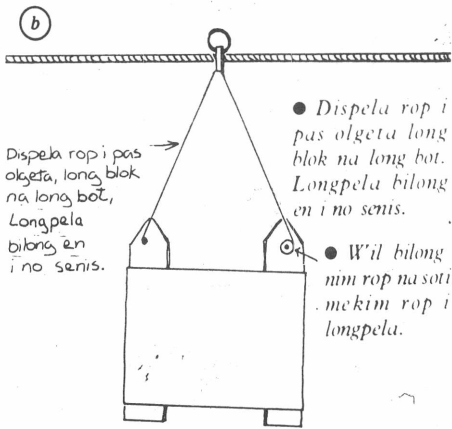 b
● Dispela rop i
pas olgeta long
blok na long bot.
Longpela bilong
en i no senis.
Dispela rop i pas
olgeta, long blok
na long bot,
Longpela
bilong en
i no senis.
● W'il bilong
nim rop na soti
mekim rop i
longpela.